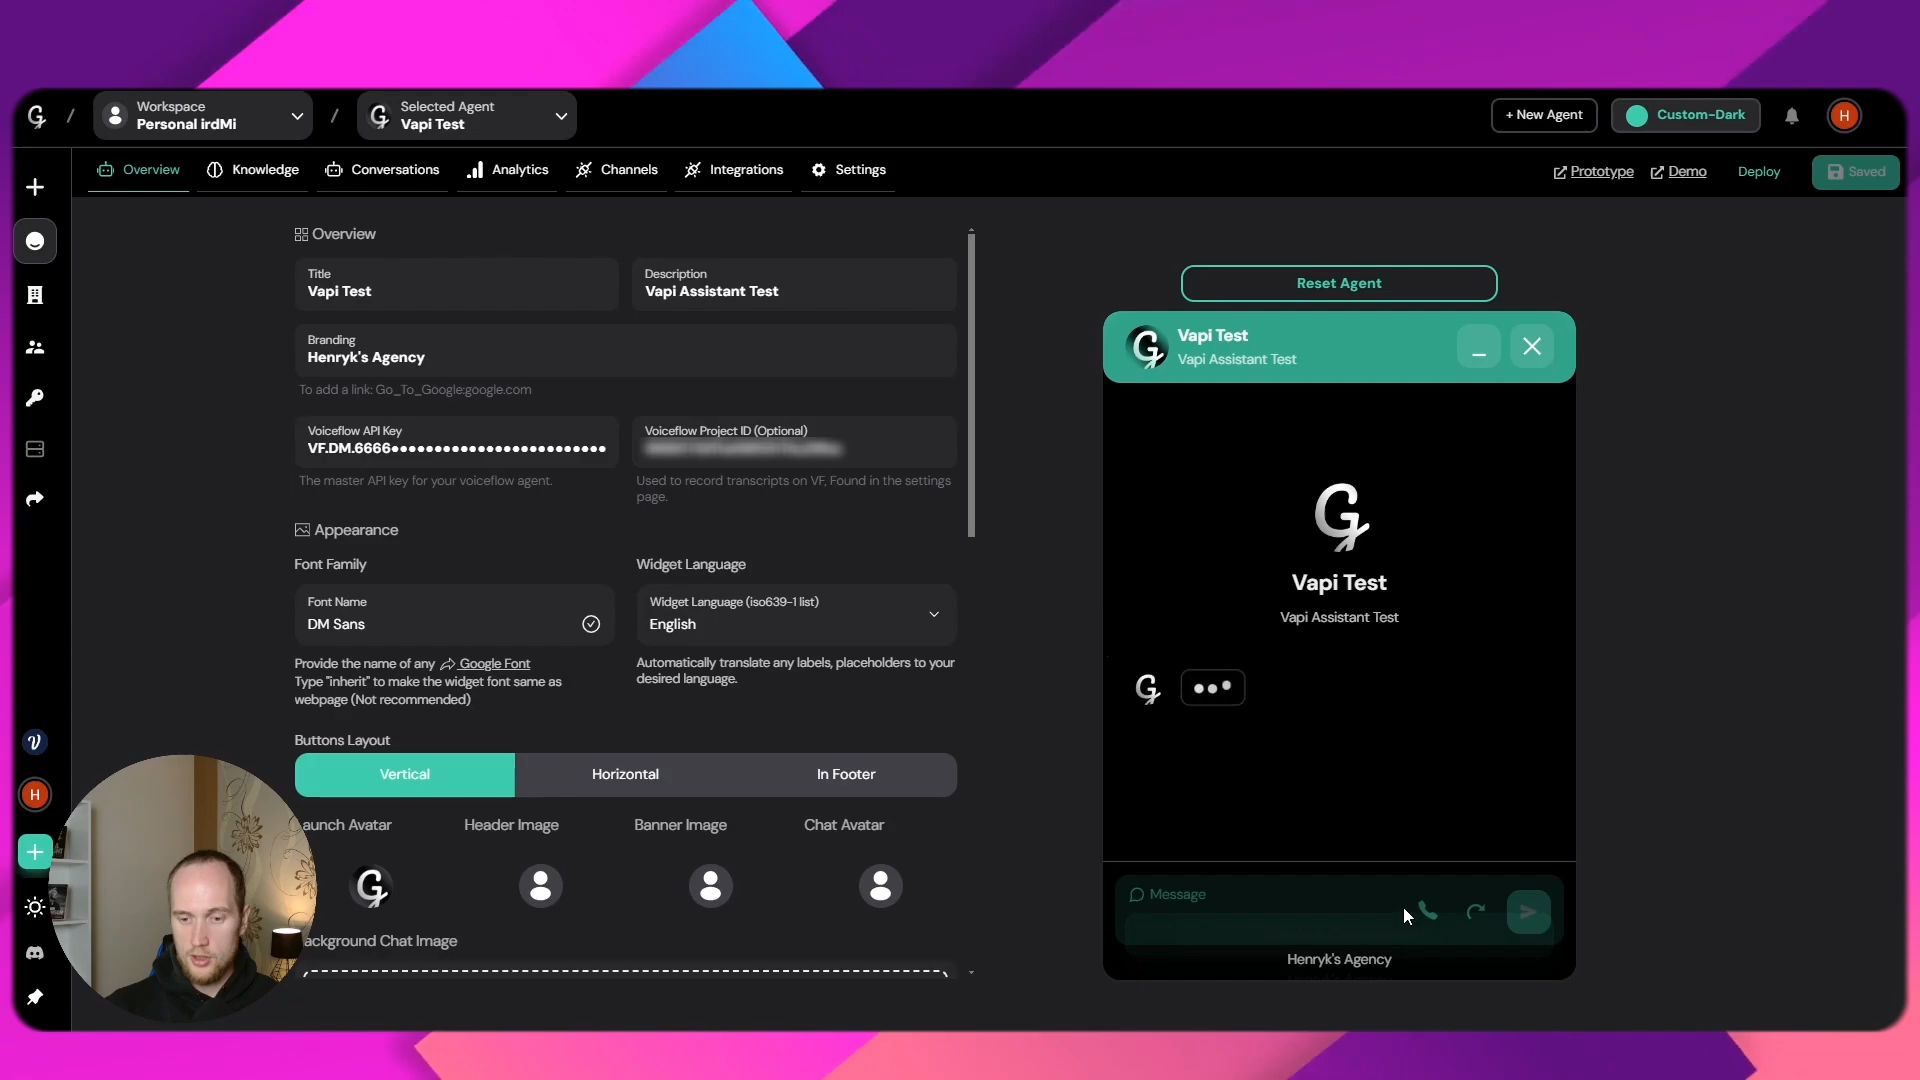 Workspace
Personal irdMi
Selected Agent
Vapi Test
+ New Agent
Custom-Dark
H
Overview
Knowledge
Conversations
Analytics
Channels
Integrations
Settings
Prototype
Demo
Deploy
Saved
Overview
Title
Vapi Test
Description
Vapi Assistant Test
Branding
Henryk's Agency
To add a link: Go_To_Google:google.com
Voiceflow API Key
VF.DM.6666•••••••••••••••••••••••••
The master API key for your voiceflow agent.
Voiceflow Project ID (Optional)
Used to record transcripts on VF, Found in the settings
page.
Appearance
Font Family
Font Name
DM Sans
Provide the name of any Google Font
Type "inherit" to make the widget font same as
webpage (Not recommended)
Widget Language
Widget Language (iso639-1 list)
English
Automatically translate any labels, placeholders to your
desired language.
Buttons Layout
Vertical
Horizontal
In Footer
aunch Avatar
Header Image
Banner Image
Chat Avatar
ackground Chat Image
H
Reset Agent
Vapi Test
Vapi Assistant Test
Vapi Test
Vapi Assistant Test
Message
Henryk's Agency